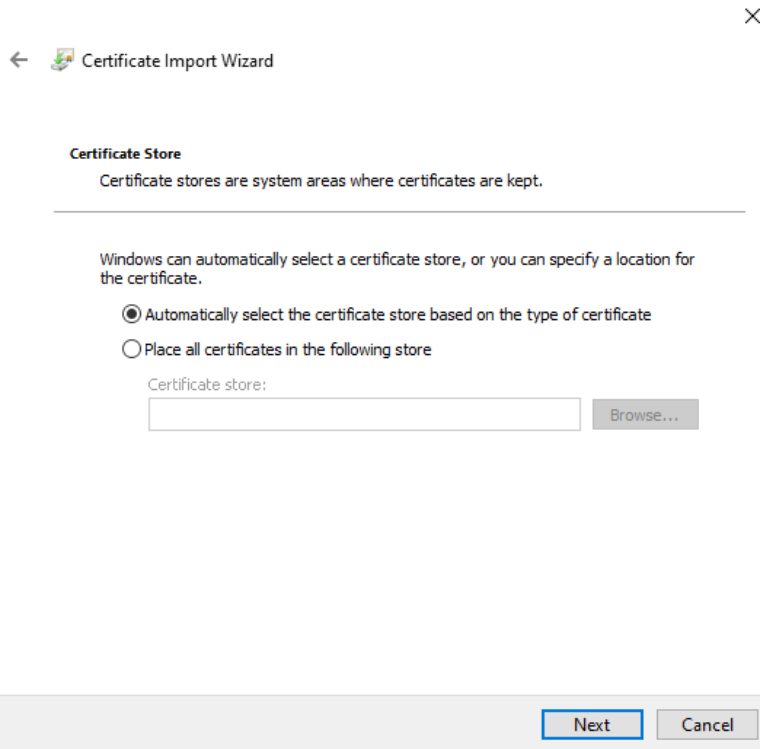 Certificate Import Wizard
Certificate Store
Certificate stores are system areas where certificates are kept.
Windows can automatically select a certificate store, or you can specify a location for
the certificate.
Automatically select the certificate store based on the type of certificate
Place all certificates in the following store
Certificate store:
Browse...
Next
Cancel